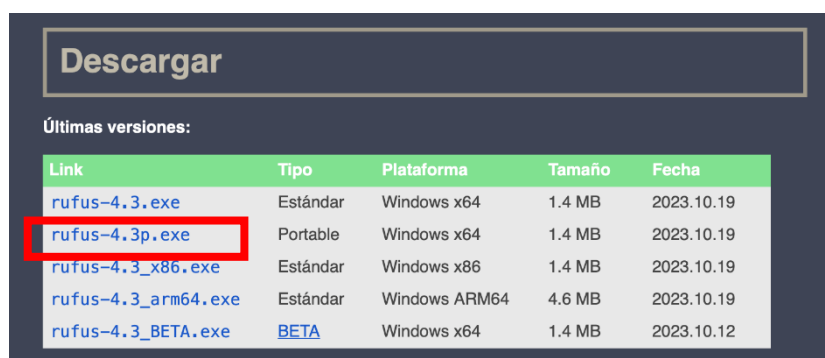 Descargar
Últimas versiones:
Link Tipo Plataforma Tamaño Fecha
rufus-4.3.exe Estándar Windows x64 1.4 MB 2023.10.19
rufus-4.3p.exe Portable Windows x64 1.4 MB 2023.10.19
rufus-4.3_x86.exe Estándar Windows x86 1.4 MB 2023.10.19
rufus-4.3_arm64.exe Estándar Windows ARM64 4.6 MB 2023.10.19
rufus-4.3_BETA.exe BETA Windows x64 1.4 MB 2023.10.12